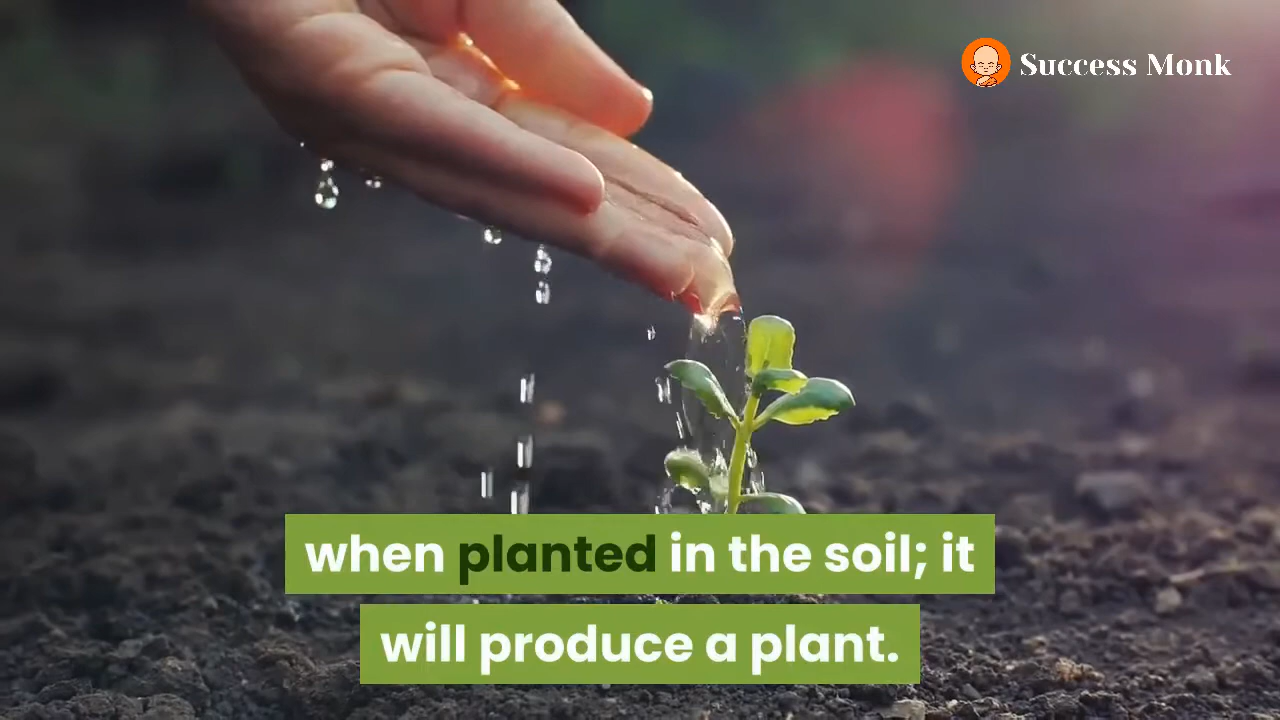 Success Monk
when planted in the soil; it
will produce a plant.